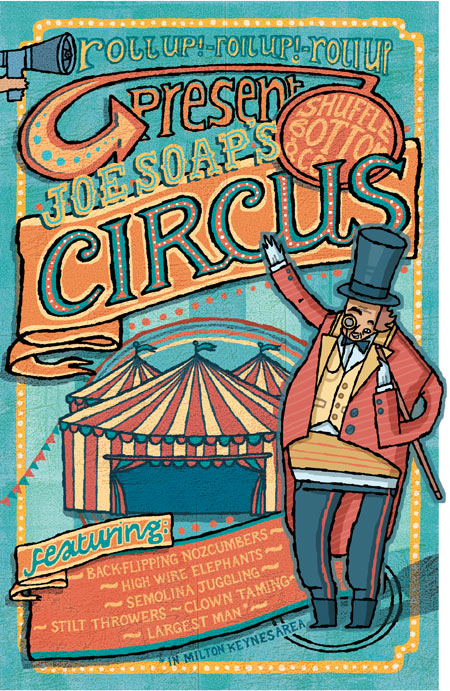 ROLL UP!-ROLL UP!-ROLL UP
Present
SHUFFLE
BOTTO
& CO
JOE SOAP'S
CIRCUS
featuring:
~ BACK-FLIPPING NOZCUMBERS ~
~ HIGH WIRE ELEPHANTS ~
~ SEMOLINA JUGGLING ~
~ STILT THROWERS ~ CLOWN TAMING
~ LARGEST MAN* ~
*IN MILTON KEYNES AREA